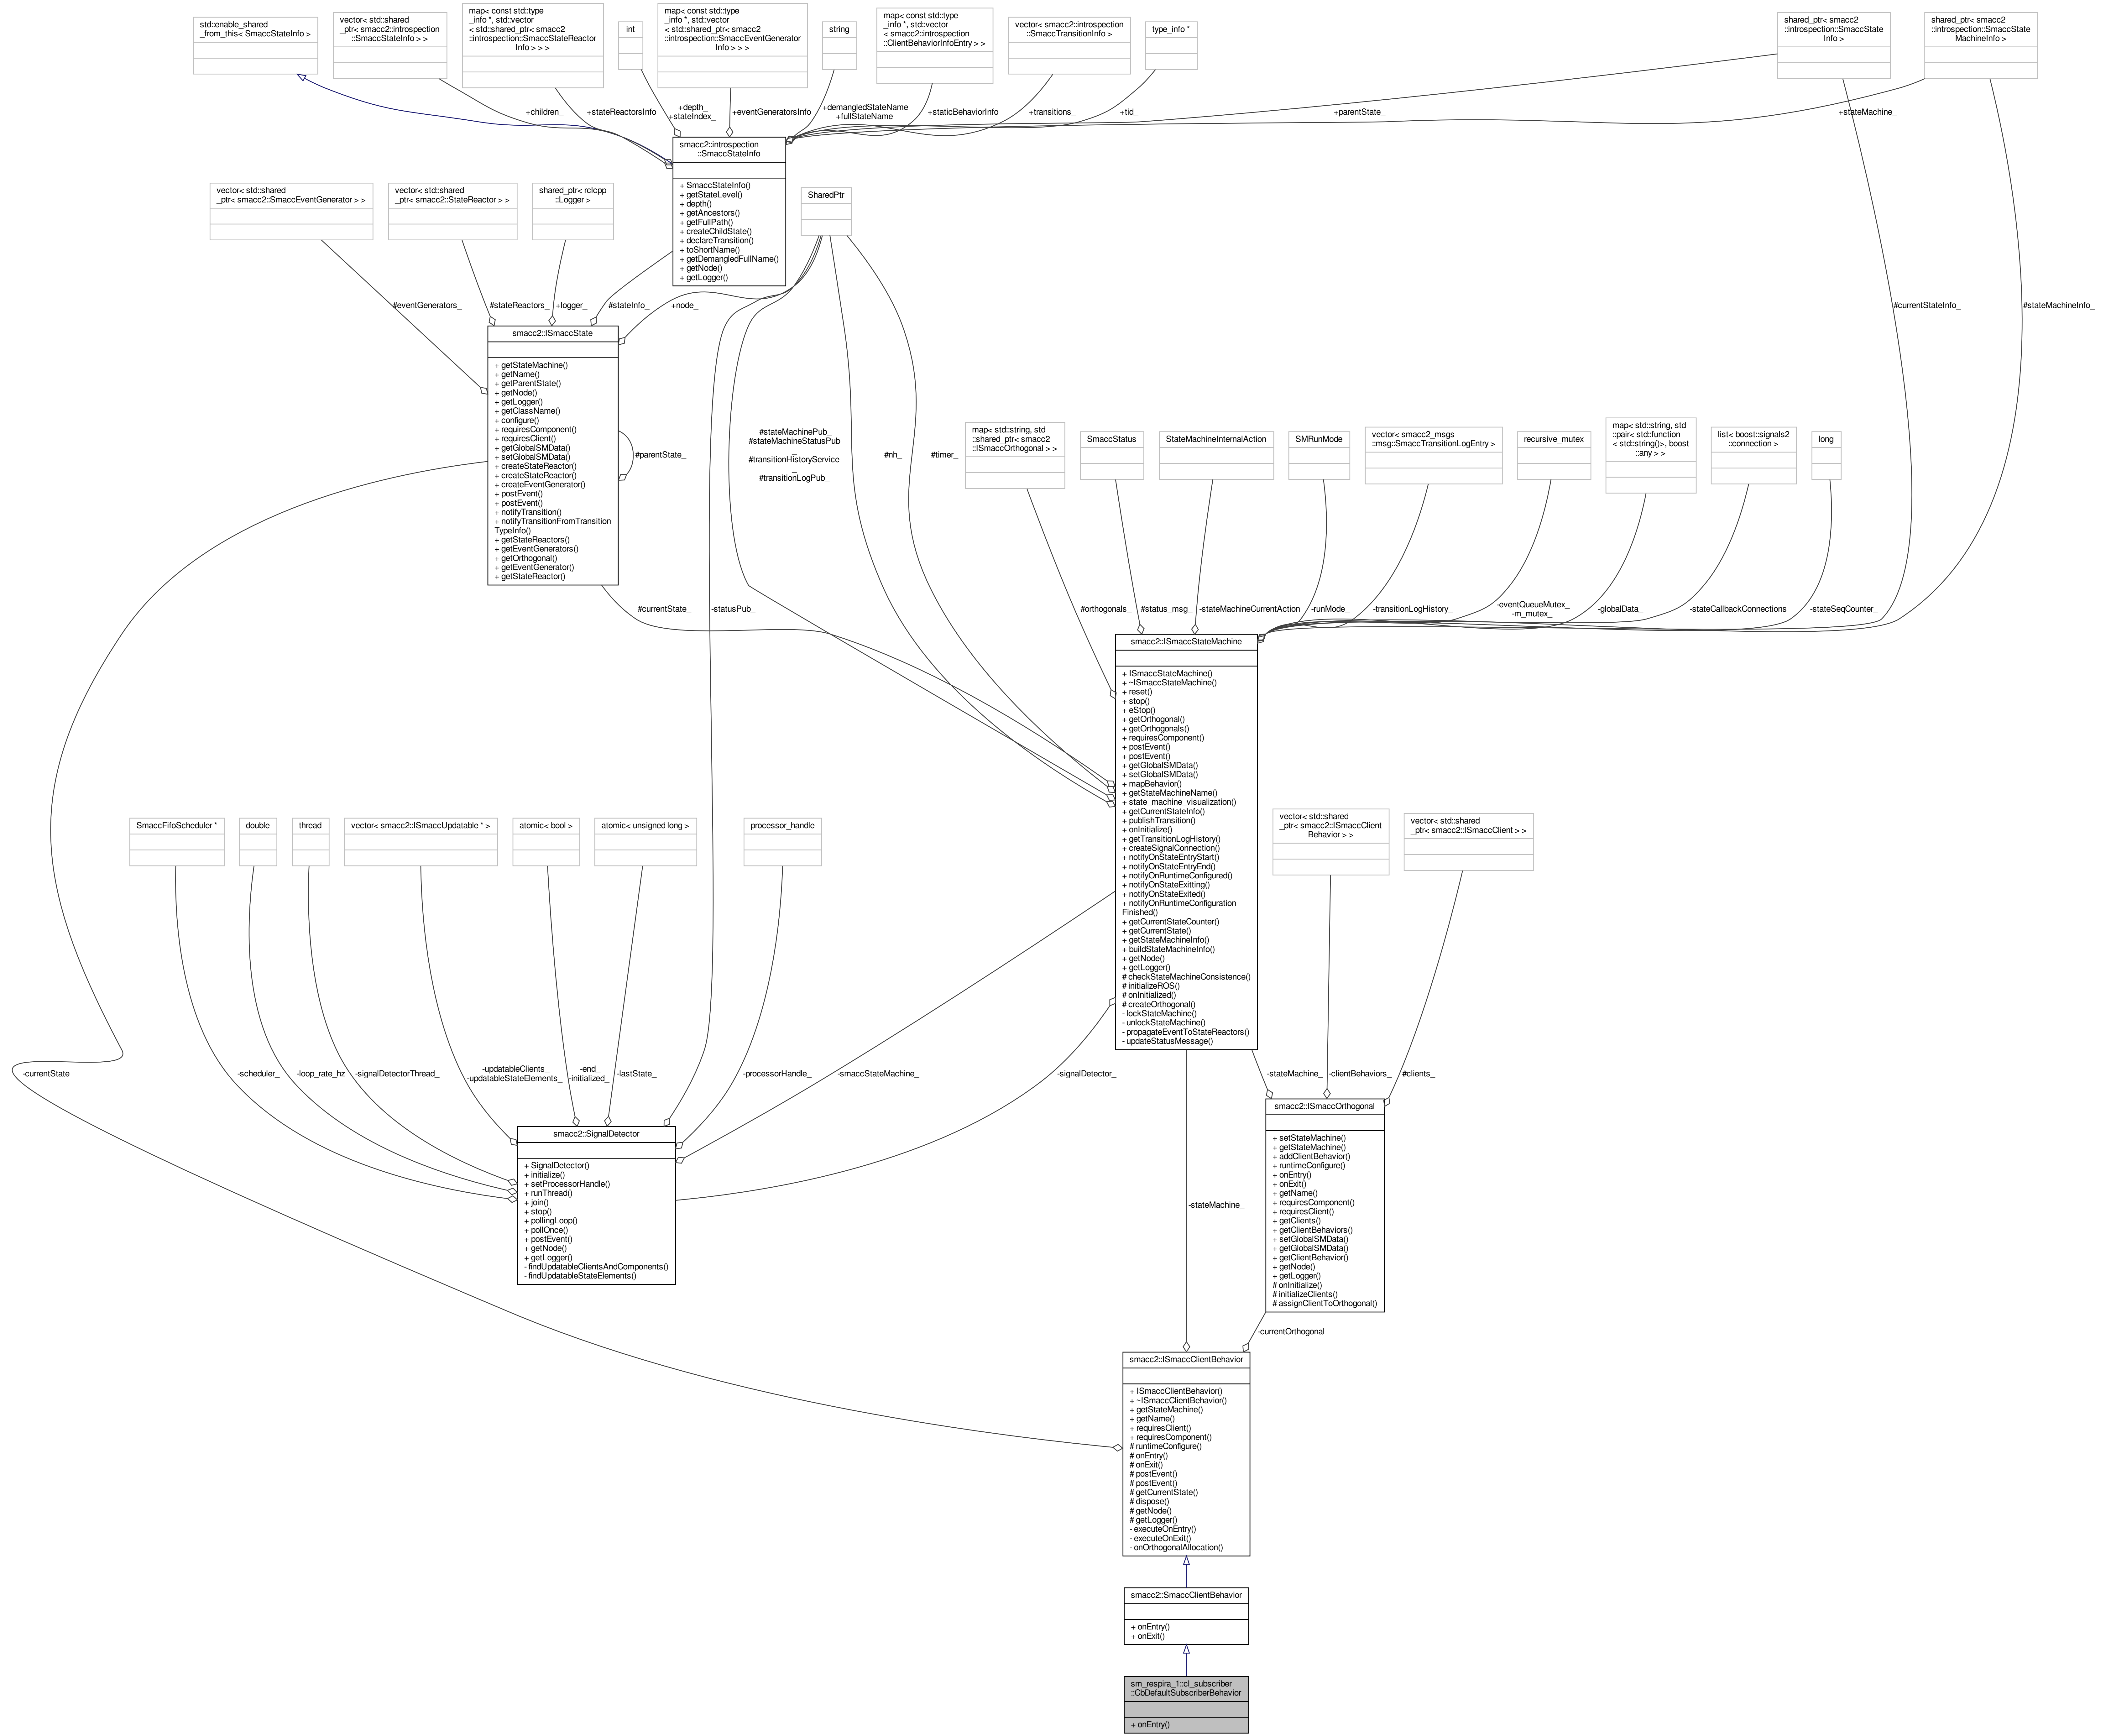 std::enable_shared
_from_this< SmaccStateInfo >
vector< std::shared
_ptr< smacc2::introspection
::SmaccStateInfo > >
map< const std::type
_info *, std::vector
< std::shared_ptr< smacc2
::introspection::SmaccStateReactor
Info > > >
int
map< const std::type
_info *, std::vector
< std::shared_ptr< smacc2
::introspection::SmaccEventGenerator
Info > > >
string
map< const std::type
_info *, std::vector
< smacc2::introspection
::ClientBehaviorInfoEntry > >
vector< smacc2::introspection
::SmaccTransitionInfo >
type_info *
shared_ptr< smacc2
::introspection::SmaccState
Info >
shared_ptr< smacc2
::introspection::SmaccState
MachineInfo >
+children_
+stateReactorsInfo
+depth_
+stateIndex_
+eventGeneratorsInfo
+demangledStateName
+fullStateName
+staticBehaviorInfo
+transitions_
+tid_
+parentState_
+stateMachine_
smacc2::introspection
::SmaccStateInfo
+ SmaccStateInfo()
+ getStateLevel()
+ depth()
+ getAncestors()
+ getFullPath()
+ createChildState()
+ declareTransition()
+ toShortName()
+ getDemangledFullName()
+ getNode()
+ getLogger()
vector< std::shared
_ptr< smacc2::SmaccEventGenerator > >
vector< std::shared
_ptr< smacc2::StateReactor > >
shared_ptr< rclcpp
::Logger >
SharedPtr
#eventGenerators_
#stateReactors_
+logger_
#stateInfo_
+node_
#currentStateInfo_
#stateMachineInfo_
smacc2::ISmaccState
+ getStateMachine()
+ getName()
+ getParentState()
+ getNode()
+ getLogger()
+ getClassName()
+ configure()
+ requiresComponent()
+ requiresClient()
+ getGlobalSMData()
+ setGlobalSMData()
+ createStateReactor()
+ createStateReactor()
+ createEventGenerator()
+ postEvent()
+ postEvent()
+ notifyTransition()
+ notifyTransitionFromTransition
TypeInfo()
+ getStateReactors()
+ getEventGenerators()
+ getOrthogonal()
+ getEventGenerator()
+ getStateReactor()
#parentState_
#stateMachinePub_
#stateMachineStatusPub
_
#transitionHistoryService
_
#transitionLogPub_
#nh_
#timer_
map< std::string, std
::shared_ptr< smacc2
::ISmaccOrthogonal > >
SmaccStatus
StateMachineInternalAction
SMRunMode
vector< smacc2_msgs
::msg::SmaccTransitionLogEntry >
recursive_mutex
map< std::string, std
::pair< std::function
< std::string()>, boost
::any > >
list< boost::signals2
::connection >
long
#currentState_
-statusPub_
#orthogonals_
#status_msg_
-stateMachineCurrentAction
-runMode_
-transitionLogHistory_
-eventQueueMutex_
-m_mutex_
-globalData_
-stateCallbackConnections
-stateSeqCounter_
smacc2::ISmaccStateMachine
+ ISmaccStateMachine()
+ ~ISmaccStateMachine()
+ reset()
+ stop()
+ eStop()
+ getOrthogonal()
+ getOrthogonals()
+ requiresComponent()
+ postEvent()
+ postEvent()
+ getGlobalSMData()
+ setGlobalSMData()
+ mapBehavior()
+ getStateMachineName()
+ state_machine_visualization()
+ getCurrentStateInfo()
+ publishTransition()
+ onInitialize()
+ getTransitionLogHistory()
+ createSignalConnection()
+ notifyOnStateEntryStart()
+ notifyOnStateEntryEnd()
+ notifyOnRuntimeConfigured()
+ notifyOnStateExitting()
+ notifyOnStateExited()
+ notifyOnRuntimeConfiguration
Finished()
+ getCurrentStateCounter()
+ getCurrentState()
+ getStateMachineInfo()
+ buildStateMachineInfo()
+ getNode()
+ getLogger()
# checkStateMachineConsistence()
# initializeROS()
# onInitialized()
# createOrthogonal()
- lockStateMachine()
- unlockStateMachine()
- propagateEventToStateReactors()
- updateStatusMessage()
SmaccFifoScheduler *
double
thread
vector< smacc2::ISmaccUpdatable * >
atomic< bool >
atomic< unsigned long >
processor_handle
vector< std::shared
_ptr< smacc2::ISmaccClient
Behavior > >
vector< std::shared
_ptr< smacc2::ISmaccClient > >
-currentState
-scheduler_
-loop_rate_hz
-signalDetectorThread_
-updatableClients_
-updatableStateElements_
-end_
-initialized_
-lastState_
-processorHandle_
-smaccStateMachine_
-signalDetector_
-stateMachine_
-clientBehaviors_
#clients_
smacc2::SignalDetector
+ SignalDetector()
+ initialize()
+ setProcessorHandle()
+ runThread()
+ join()
+ stop()
+ pollingLoop()
+ pollOnce()
+ postEvent()
+ getNode()
+ getLogger()
- findUpdatableClientsAndComponents()
- findUpdatableStateElements()
smacc2::ISmaccOrthogonal
+ setStateMachine()
+ getStateMachine()
+ addClientBehavior()
+ runtimeConfigure()
+ onEntry()
+ onExit()
+ getName()
+ requiresComponent()
+ requiresClient()
+ getClients()
+ getClientBehaviors()
+ setGlobalSMData()
+ getGlobalSMData()
+ getClientBehavior()
+ getNode()
+ getLogger()
# onInitialize()
# initializeClients()
# assignClientToOrthogonal()
-stateMachine_
-currentOrthogonal
smacc2::ISmaccClientBehavior
+ ISmaccClientBehavior()
+ ~ISmaccClientBehavior()
+ getStateMachine()
+ getName()
+ requiresClient()
+ requiresComponent()
# runtimeConfigure()
# onEntry()
# onExit()
# postEvent()
# postEvent()
# getCurrentState()
# dispose()
# getNode()
# getLogger()
- executeOnEntry()
- executeOnExit()
- onOrthogonalAllocation()
smacc2::SmaccClientBehavior
+ onEntry()
+ onExit()
sm_respira_1::cl_subscriber
::CbDefaultSubscriberBehavior
+ onEntry()